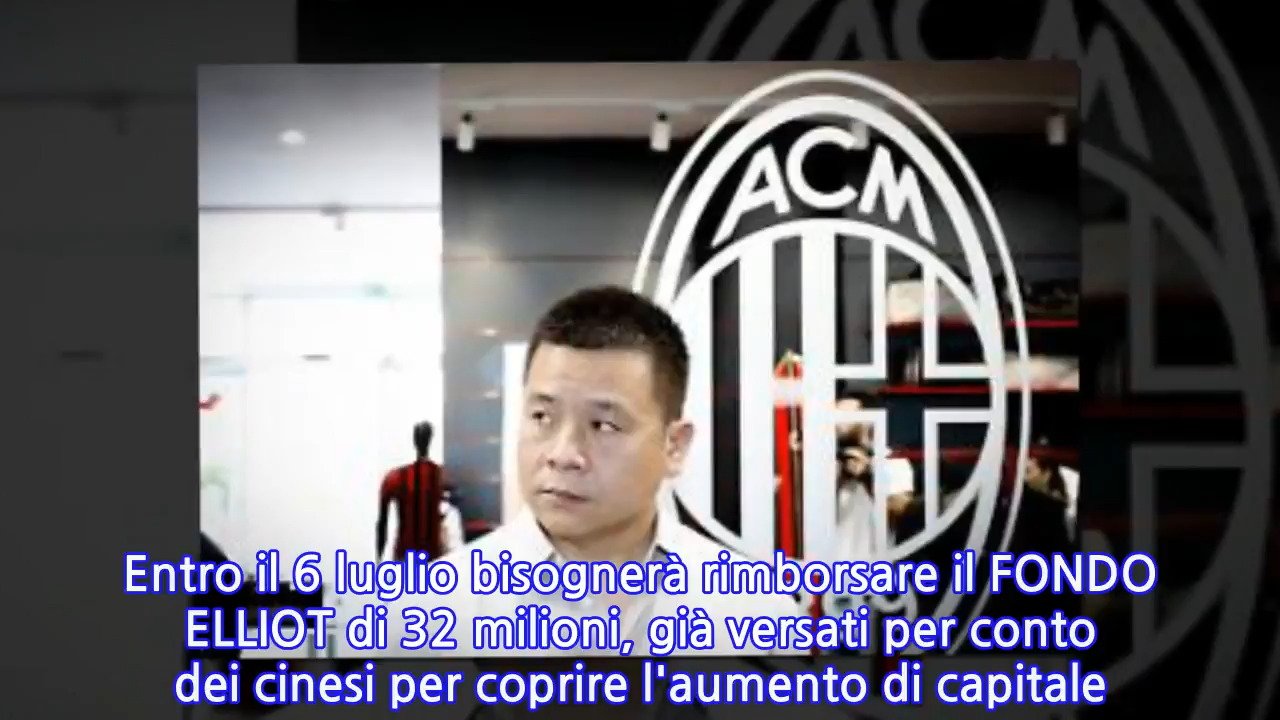 ACM
Entro il 6 luglio bisognerà rimborsare il FONDO
ELLIOT di 32 milioni, già versati per conto
dei cinesi per coprire l'aumento di capitale